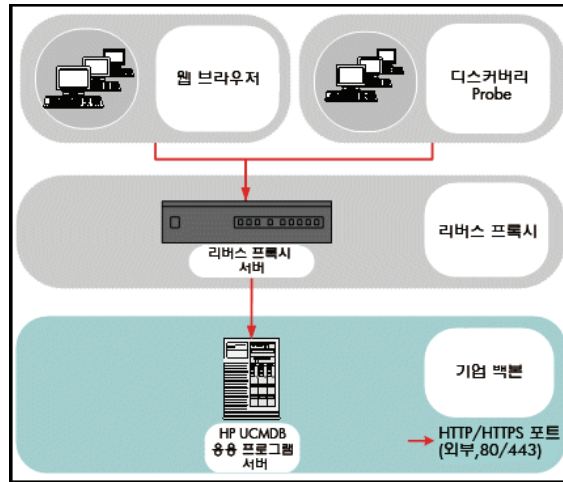 웹 브라우저
디스커버리
Probe
리버스 프록시
서버
리버스 프록시
HP UCMDB
응용 프로그램
서버
기업 백본
HTTP/HTTPS 포트
(외부,80/443)